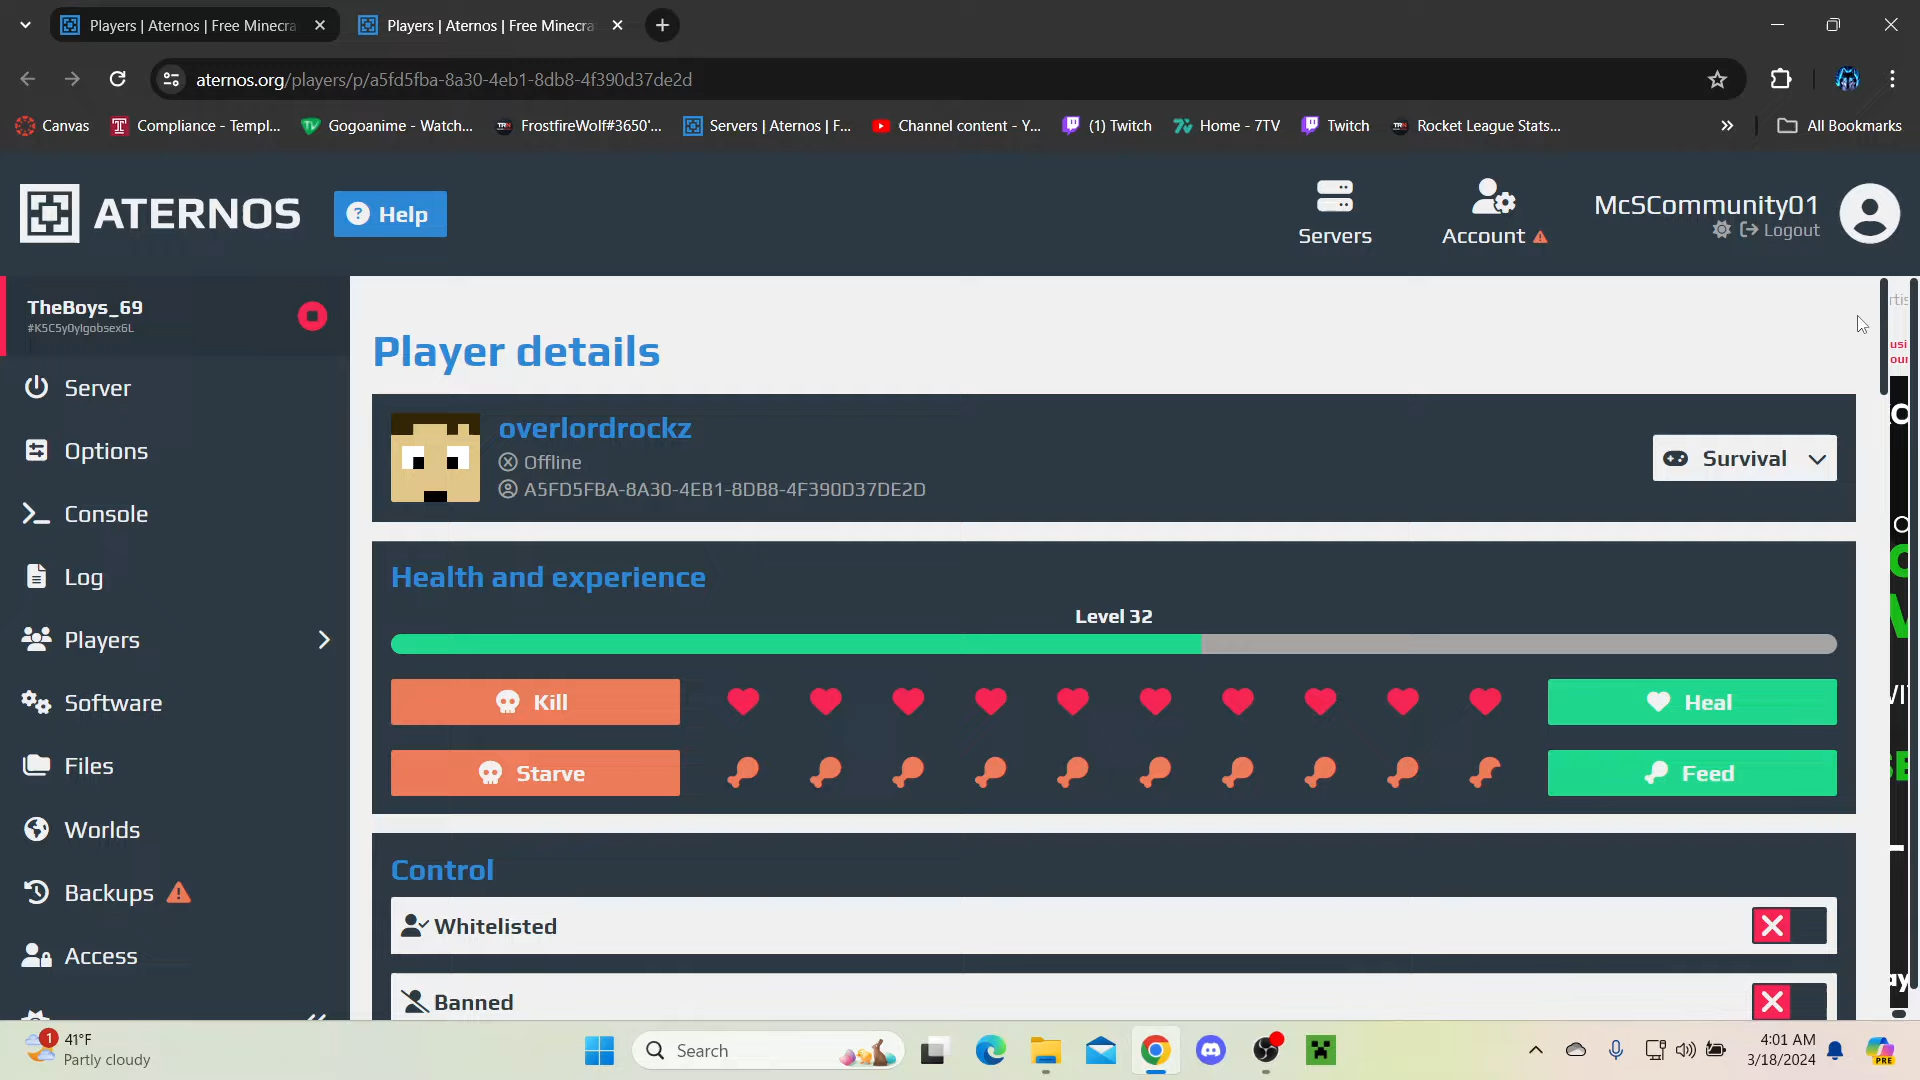 Players | Aternos | Free Minecra
Players | Aternos | Free Minecra
aternos.org/players/p/a5fd5fba-8a30-4eb1-8db8-4f390d37de2d
Canvas
Compliance - Templ...
Gogoanime - Watch...
FrostfireWolf#3650'...
Servers | Aternos | F...
Channel content - Y...
(1) Twitch
Home - 7TV
Twitch
Rocket League Stats...
All Bookmarks
ATERNOS
? Help
Servers
Account
McSCommunity01
Logout
TheBoys_69
Server
Options
Console
Log
Players
Software
Files
Worlds
Backups
Access
Player details
overlordrockz
Offline
A5FD5FBA-8A30-4EB1-8DB8-4F390D37DE2D
Survival
Health and experience
Level 32
Kill
Heal
Starve
Feed
Control
Whitelisted
Banned
1
41°F
Partly cloudy
Search
PRE
4:01 AM
3/18/2024